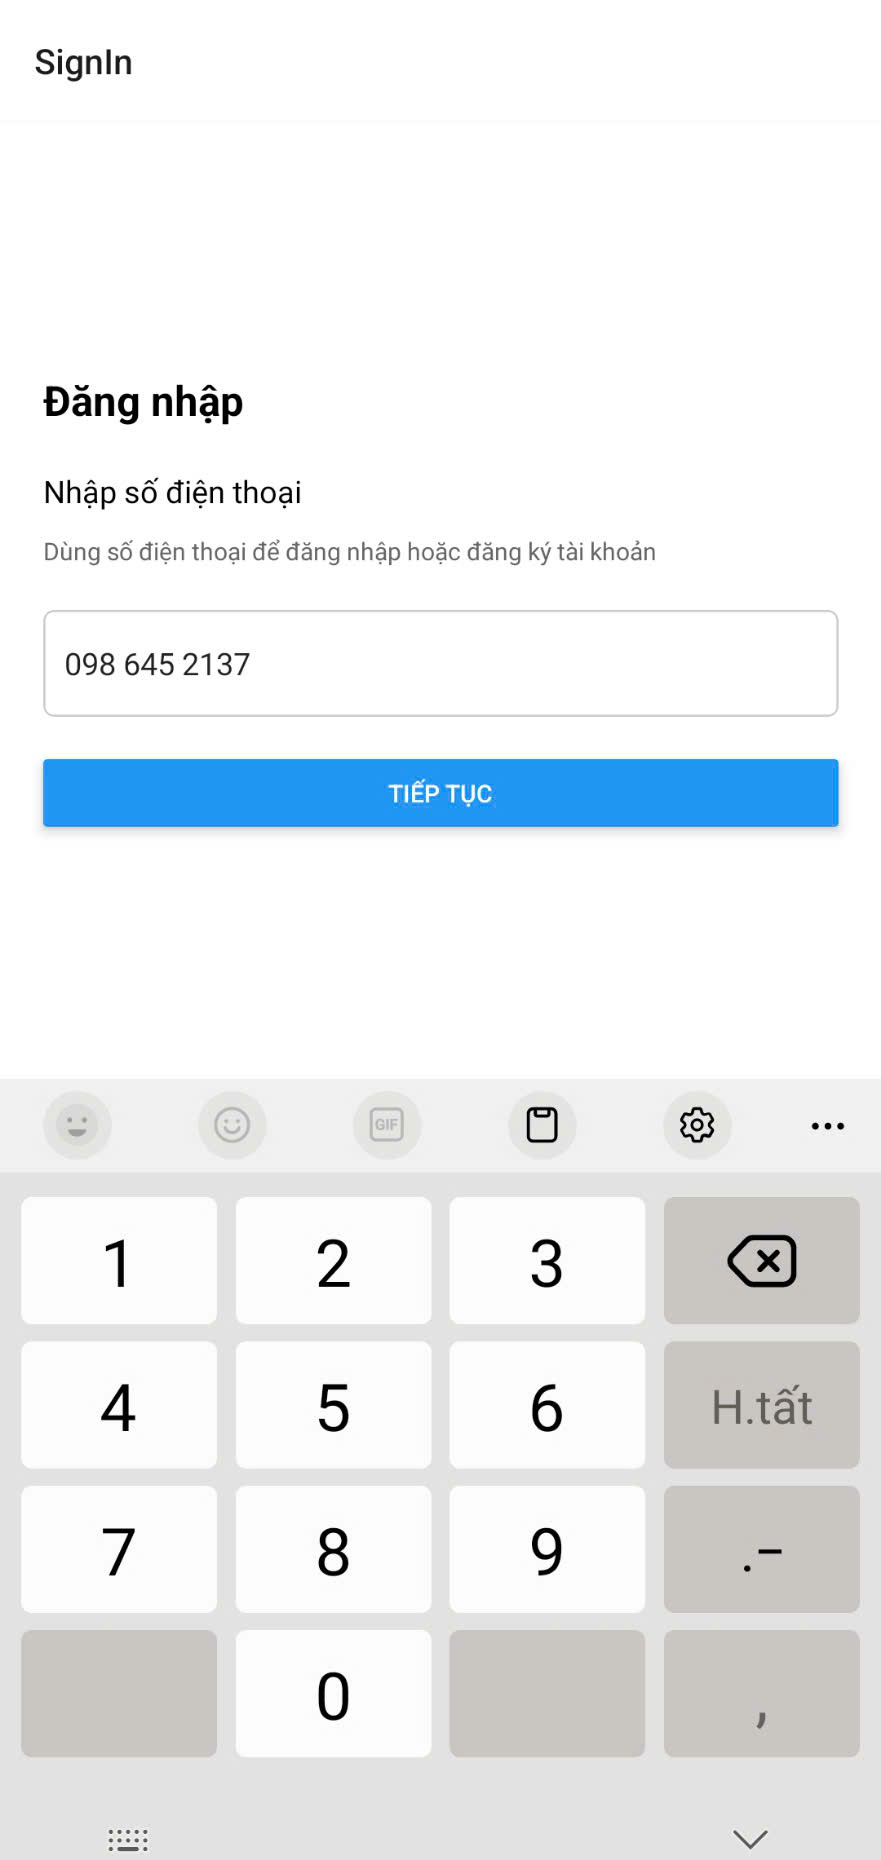 SignIn
Đăng nhập
Nhập số điện thoại
Dùng số điện thoại để đăng nhập hoặc đăng ký tài khoản
098 645 2137
TIẾP TỤC
GIF
1 2 3
4 5 6 H.tất
7 8 9 .–
0 ,